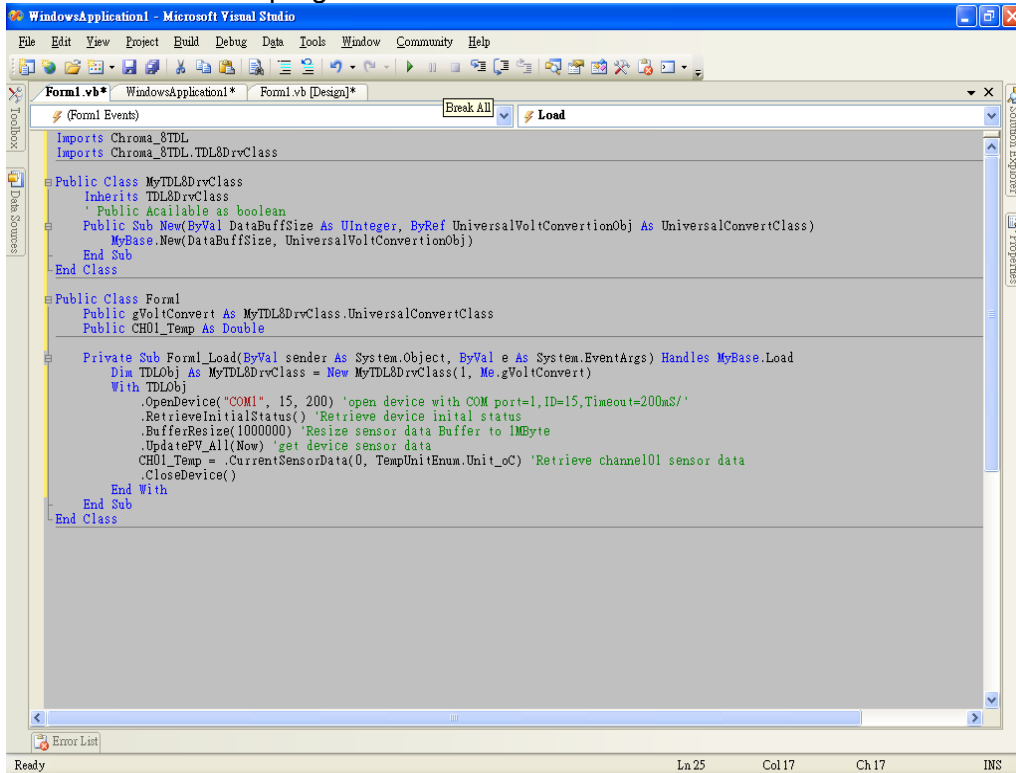 WindowsApplication1 - Microsoft Visual Studio
File Edit View Project Build Debug Data Tools Window Community Help
Form1.vb* WindowsApplication1* Form1.vb [Design]*
Break All
(Form1 Events) Load
Toolbox
Data Sources
Solution Explorer
Properties
Imports Chroma_8TDL
Imports Chroma_8TDL.TDL8DrvClass
Public Class MyTDL8DrvClass
Inherits TDL8DrvClass
' Public Acailable as boolean
Public Sub New(ByVal DataBuffSize As UInteger, ByRef UniversalVoltConvertionObj As UniversalConvertClass)
MyBase.New(DataBuffSize, UniversalVoltConvertionObj)
End Sub
End Class
Public Class Form1
Public gVoltConvert As MyTDL8DrvClass.UniversalConvertClass
Public CH01_Temp As Double
Private Sub Form1_Load(ByVal sender As System.Object, ByVal e As System.EventArgs) Handles MyBase.Load
Dim TDLObj As MyTDL8DrvClass = New MyTDL8DrvClass(1, Me.gVoltConvert)
With TDLObj
.OpenDevice("COM1", 15, 200) 'open device with COM port=1,ID=15,Timeout=200mS/'
.RetrieveInitialStatus() 'Retrieve device inital status
.BufferResize(1000000) 'Resize sensor data Buffer to 1MByte
.UpdatePV_All(Now) 'get device sensor data
CH01_Temp = .CurrentSensorData(0, TempUnitEnum.Unit_oC) 'Retrieve channel01 sensor data
.CloseDevice()
End With
End Sub
End Class
Error List
Ready Ln 25 Col 17 Ch 17 INS